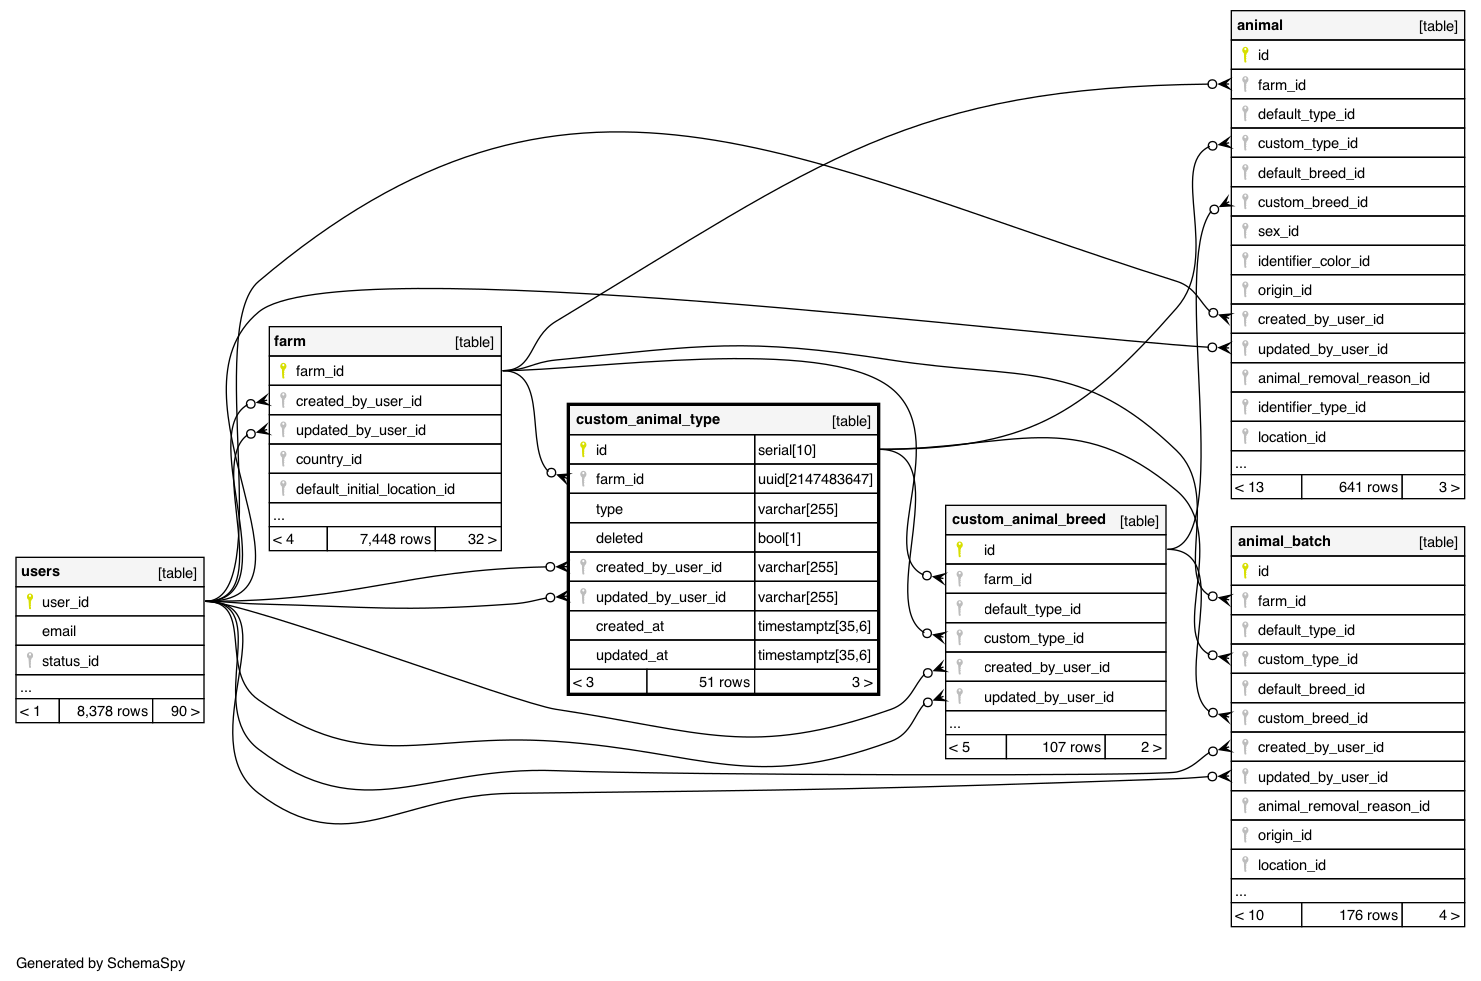 animal [table]
id
farm_id
default_type_id
custom_type_id
default_breed_id
custom_breed_id
sex_id
identifier_color_id
origin_id
created_by_user_id
updated_by_user_id
animal_removal_reason_id
identifier_type_id
location_id
...
< 13 641 rows 3 >
farm [table]
farm_id
created_by_user_id
updated_by_user_id
country_id
default_initial_location_id
...
< 4 7,448 rows 32 >
custom_animal_type [table]
id serial[10]
farm_id uuid[2147483647]
type varchar[255]
deleted bool[1]
created_by_user_id varchar[255]
updated_by_user_id varchar[255]
created_at timestamptz[35,6]
updated_at timestamptz[35,6]
< 3 51 rows 3 >
custom_animal_breed [table]
id
farm_id
default_type_id
custom_type_id
created_by_user_id
updated_by_user_id
...
< 5 107 rows 2 >
animal_batch [table]
id
farm_id
default_type_id
custom_type_id
default_breed_id
custom_breed_id
created_by_user_id
updated_by_user_id
animal_removal_reason_id
origin_id
location_id
...
< 10 176 rows 4 >
users [table]
user_id
email
status_id
...
< 1 8,378 rows 90 >
Generated by SchemaSpy